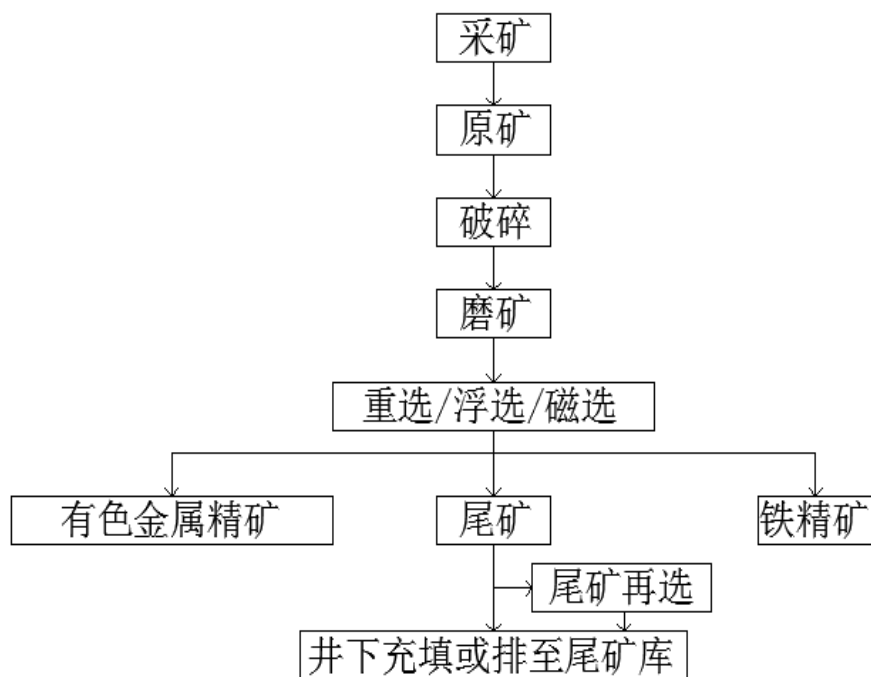 采矿
原矿
破碎
磨矿
重选/浮选/磁选
有色金属精矿
尾矿
铁精矿
尾矿再选
井下充填或排至尾矿库